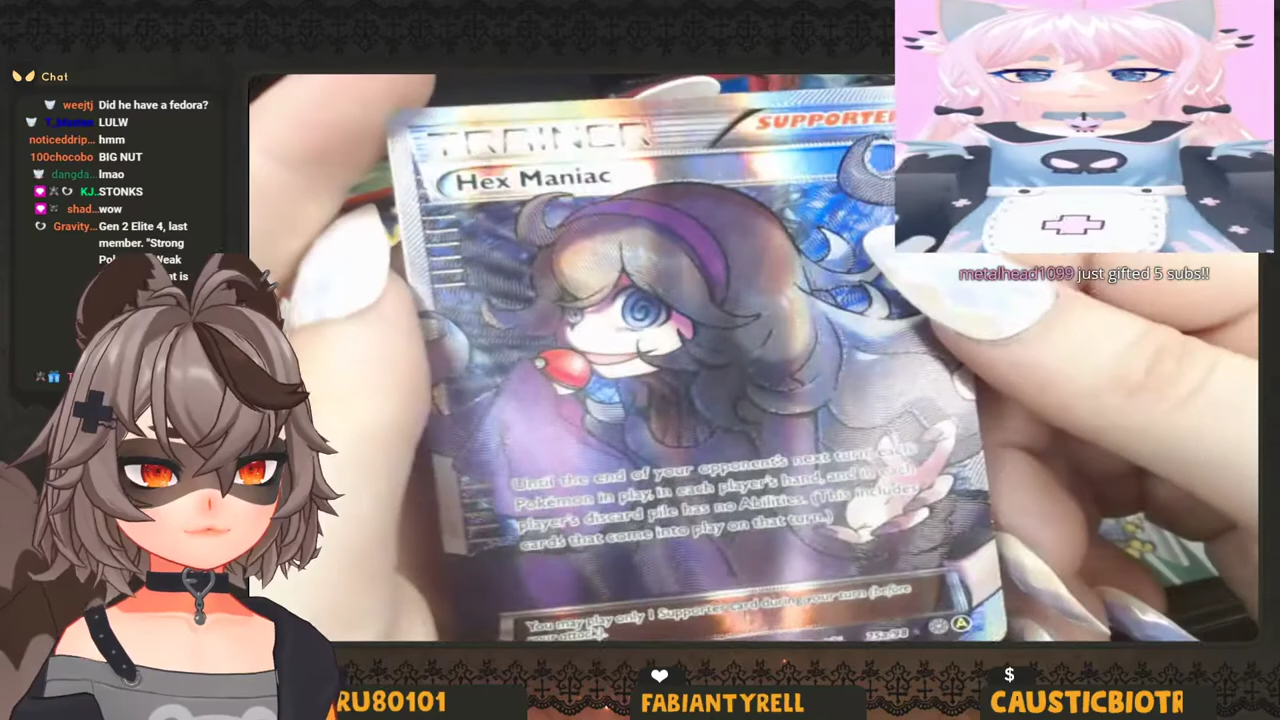 Chat
weejtj Did he have a fedora?
LULW
noticeddrip... hmm
100chocobo BIG NUT
dangda... lmao
KJ. STONKS
shad... wow
Gravity... Gen 2 Elite 4, last
member. "Strong
TRAINER
SUPPORTER
Hex Maniac
Until the end of your opponent's next turn, each
Pokémon in play, in each player's hand, and in each
player's discard pile has no Abilities. (This includes
cards that come into play on that turn.)
You may play only 1 Supporter card during your turn (before
your attack).
A
metalhead1099 just gifted 5 subs!!
RU80101
FABIANTYRELL
$
CAUSTICBIOTR